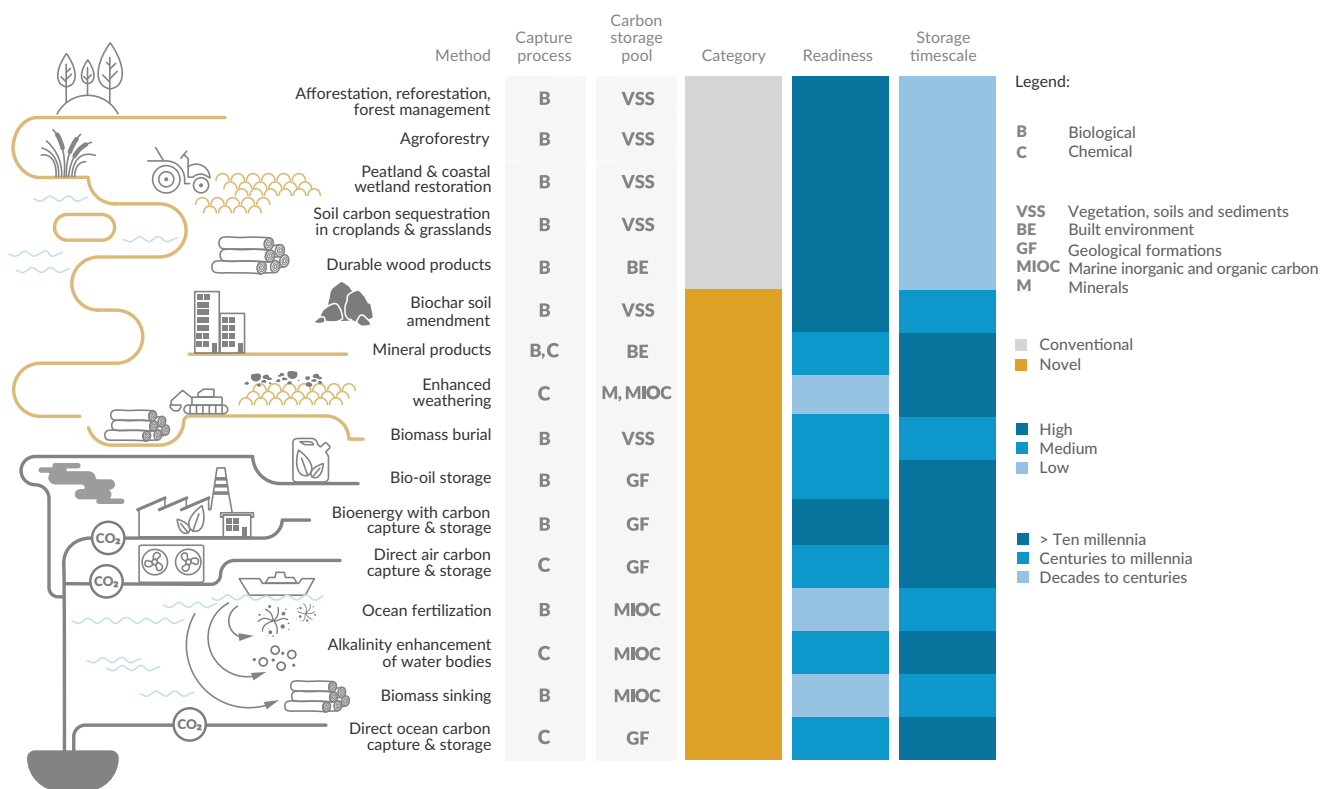 Method
Capture
process
Carbon
storage
pool
Category
Readiness
Storage
timescale
Afforestation, reforestation,
forest management
B
VSS
Agroforestry
B
VSS
Peatland & coastal
wetland restoration
B
VSS
Soil carbon sequestration
in croplands & grasslands
B
VSS
Durable wood products
B
BE
Biochar soil
amendment
B
VSS
Mineral products
B,C
BE
Enhanced
weathering
C
M, MIOC
Biomass burial
B
VSS
Bio-oil storage
B
GF
Bioenergy with carbon
capture & storage
B
GF
CO₂
Direct air carbon
capture & storage
C
GF
CO₂
Ocean fertilization
B
MIOC
Alkalinity enhancement
of water bodies
C
MIOC
Biomass sinking
B
MIOC
Direct ocean carbon
capture & storage
C
GF
CO₂
Legend:
B Biological
C Chemical
VSS Vegetation, soils and sediments
BE Built environment
GF Geological formations
MIOC Marine inorganic and organic carbon
M Minerals
Conventional
Novel
High
Medium
Low
> Ten millennia
Centuries to millennia
Decades to centuries